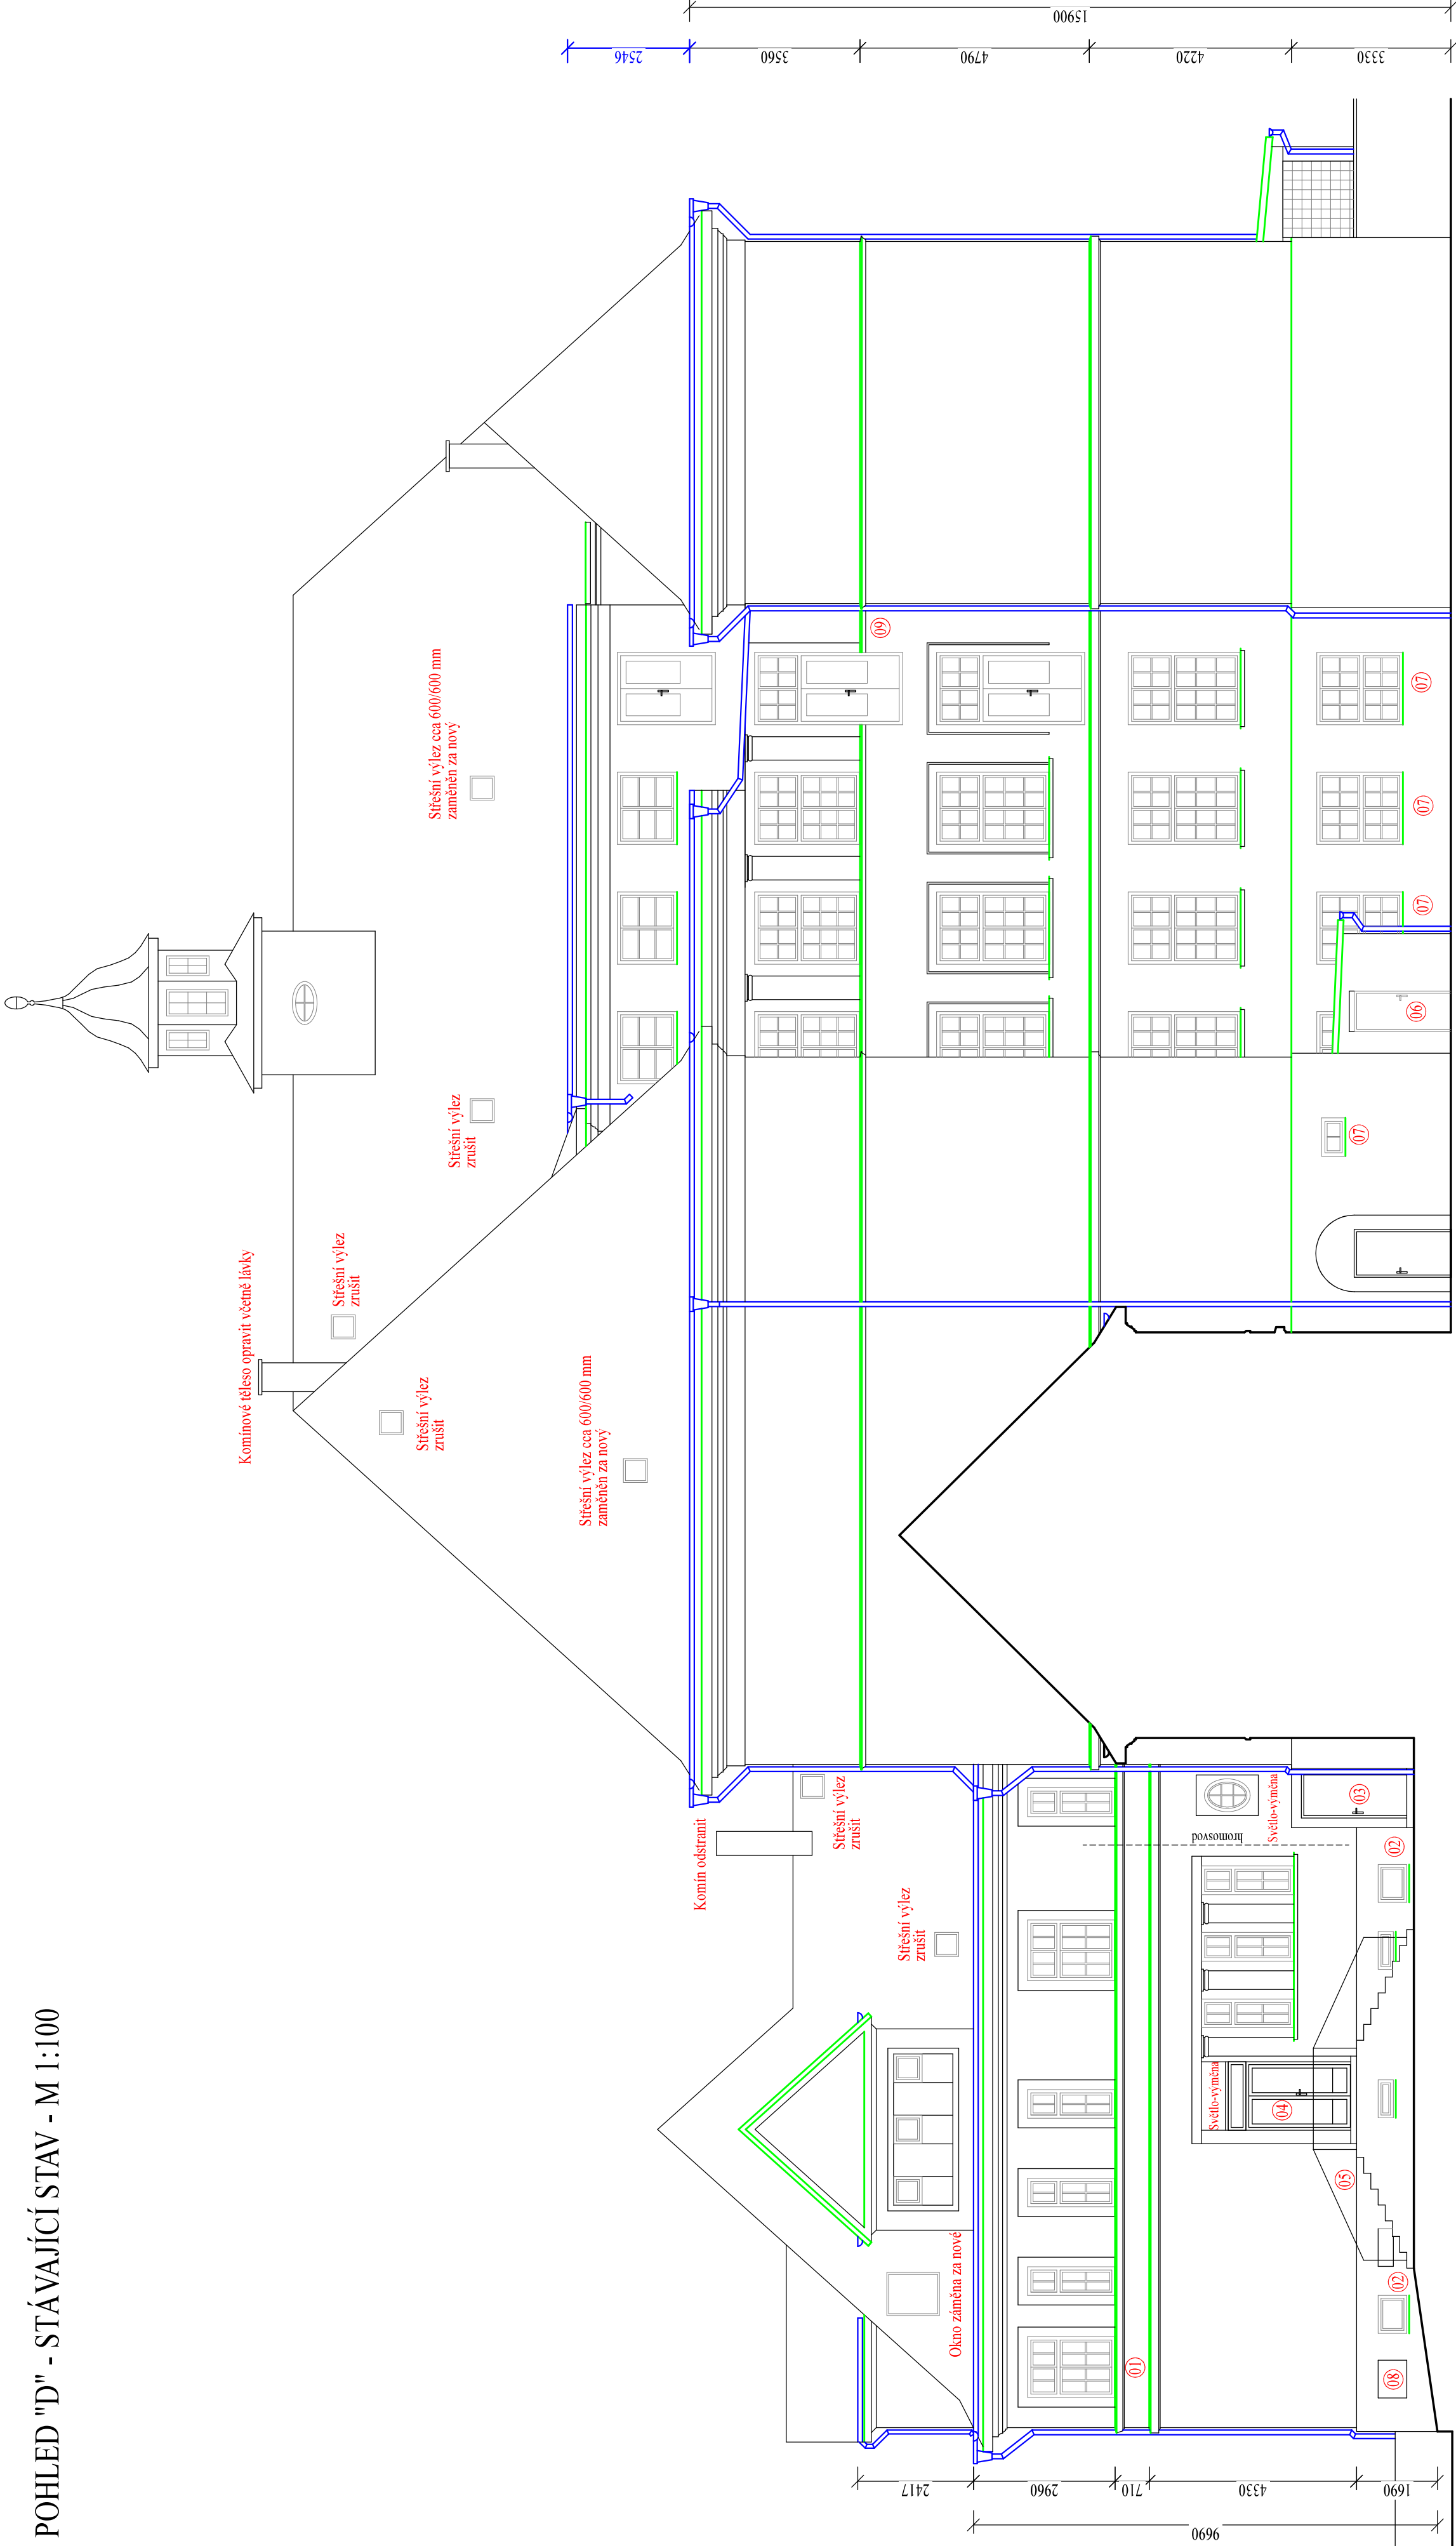 POHLED "D" - STÁVAJÍCÍ STAV - M 1:100
Komínové těleso opravit včetně lávky
Střešní výlez
zrušit
Střešní výlez
zrušit
Střešní výlez
zrušit
Střešní výlez cca 600/600 mm
zaměněn za nový
Střešní výlez cca 600/600 mm
zaměněn za nový
Komín odstranit
Střešní výlez
zrušit
Střešní výlez
zrušit
Okno záměna za nové
Světlo-výměna
Světlo-výměna
hromosvod
01
02
02
03
04
05
06
07
07
07
07
08
09
2417
2960
710
4330
1690
9690
2546
3560
4790
4220
3330
15900